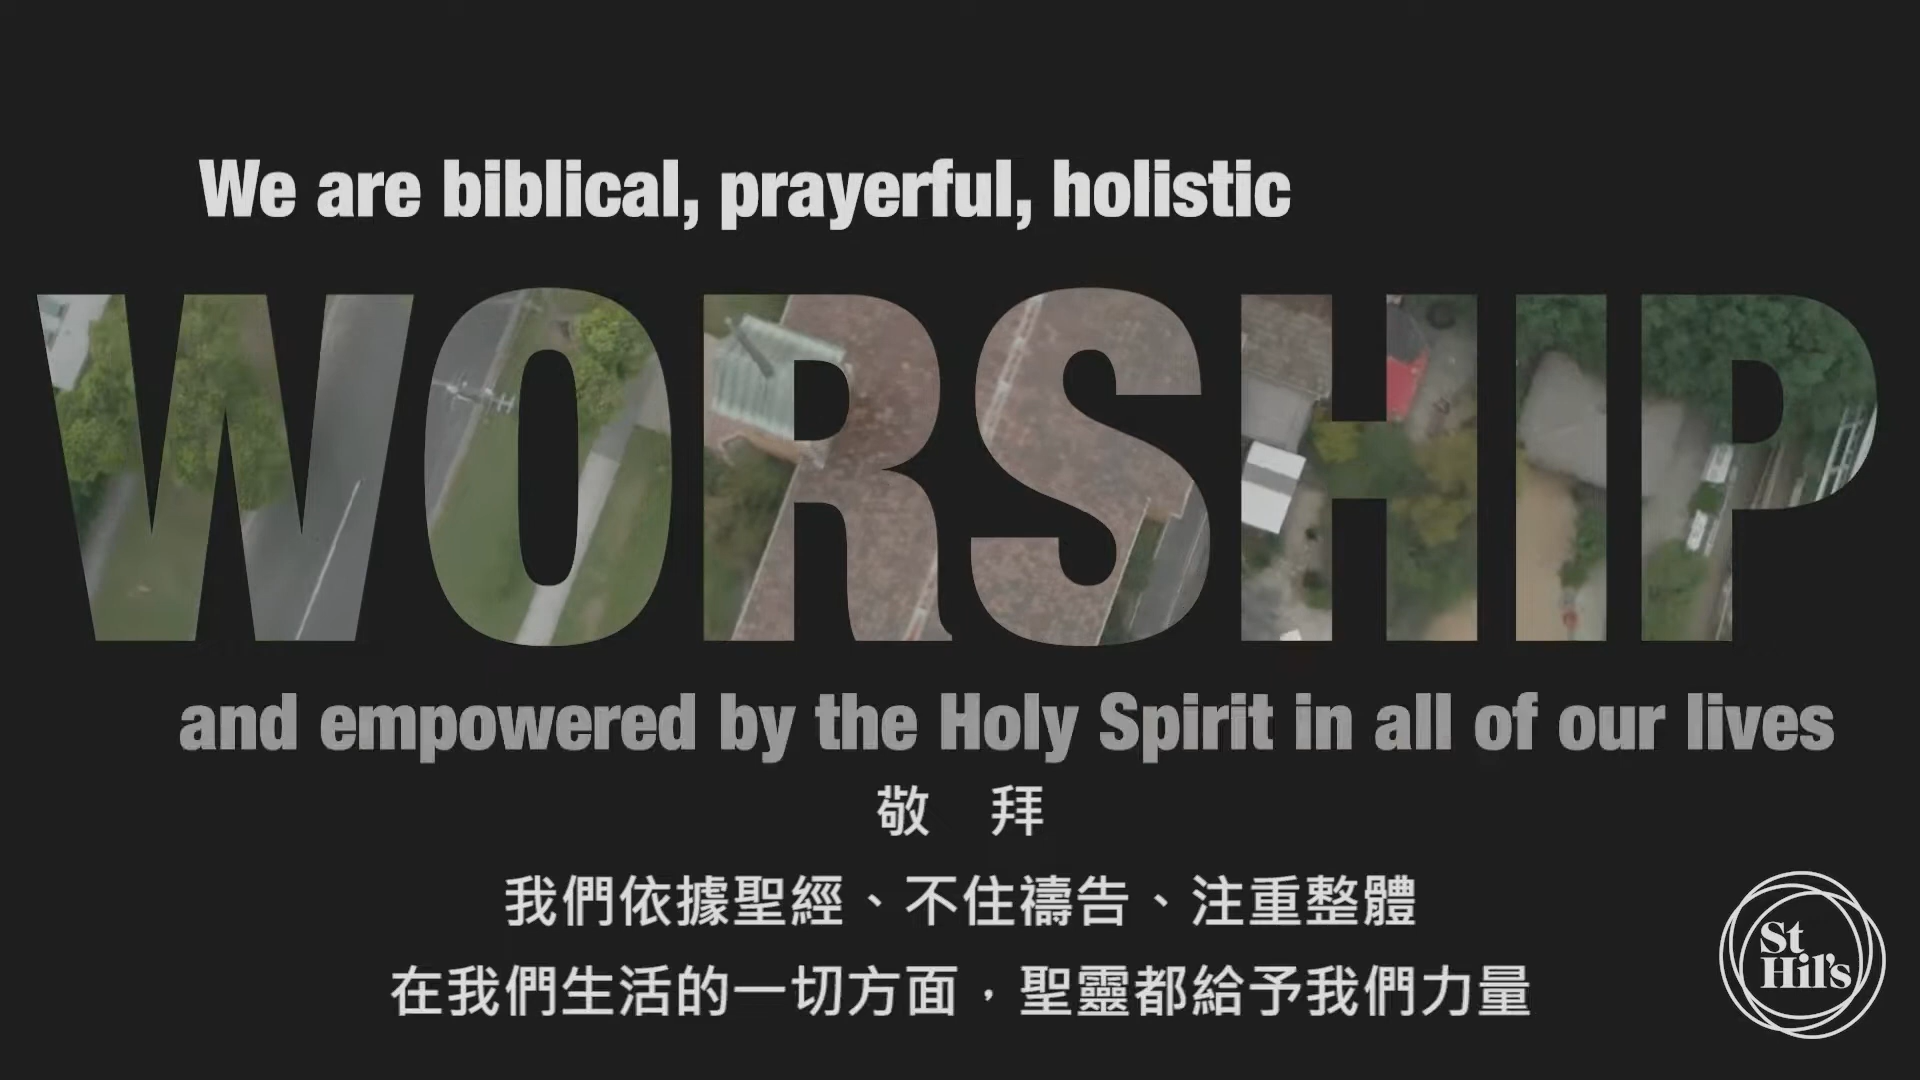 We are biblical, prayerful, holistic
WORSHIP
and empowered by the Holy Spirit in all of our lives
敬 拜
我們依據聖經、不住禱告、注重整體
在我們生活的一切方面，聖靈都給予我們力量
St
Hil's